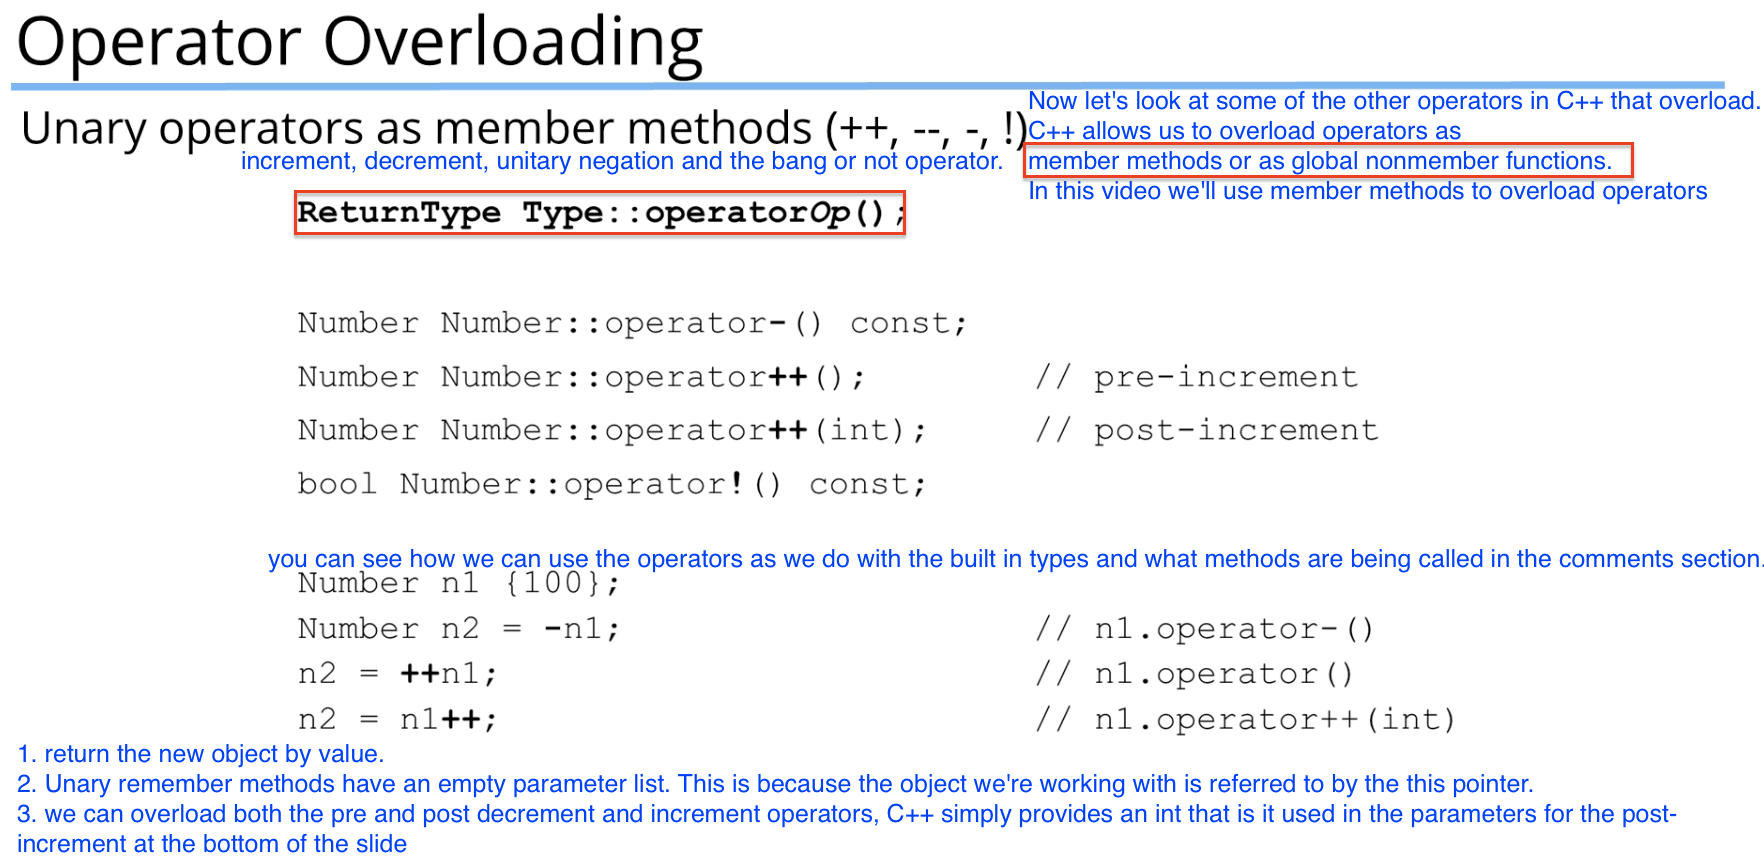 Operator Overloading
Now let's look at some of the other operators in C++ that overload.
Unary operators as member methods (++, --, -, !)
C++ allows us to overload operators as
increment, decrement, unitary negation and the bang or not operator.
member methods or as global nonmember functions.
In this video we'll use member methods to overload operators
ReturnType Type::operatorOp();
Number Number::operator-() const;
Number Number::operator++(); // pre-increment
Number Number::operator++(int); // post-increment
bool Number::operator!() const;
you can see how we can use the operators as we do with the built in types and what methods are being called in the comments section.
Number n1 {100};
Number n2 = -n1; // n1.operator-()
n2 = ++n1; // n1.operator()
n2 = n1++; // n1.operator++(int)
1. return the new object by value.
2. Unary remember methods have an empty parameter list. This is because the object we're working with is referred to by the this pointer.
3. we can overload both the pre and post decrement and increment operators, C++ simply provides an int that is it used in the parameters for the post-
increment at the bottom of the slide